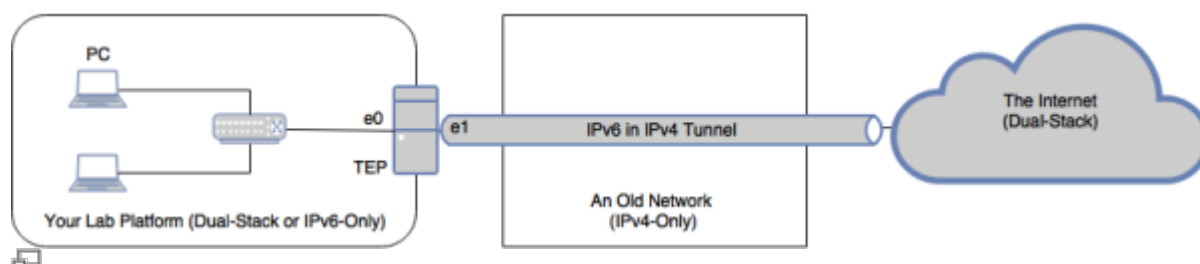 PC
e0
TEP
Your Lab Platform (Dual-Stack or IPv6-Only)
e1
IPv6 in IPv4 Tunnel
An Old Network
(IPv4-Only)
The Internet
(Dual-Stack)